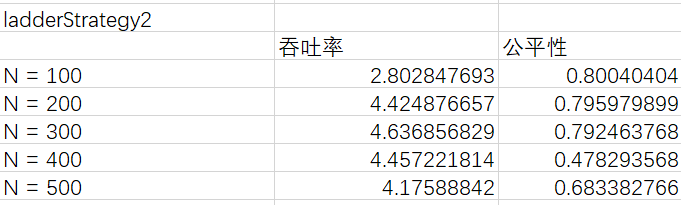 ladderStrategy2
吞吐率 公平性
N = 100 2.802847693 0.80040404
N = 200 4.424876657 0.795979899
N = 300 4.636856829 0.792463768
N = 400 4.457221814 0.478293568
N = 500 4.17588842 0.683382766